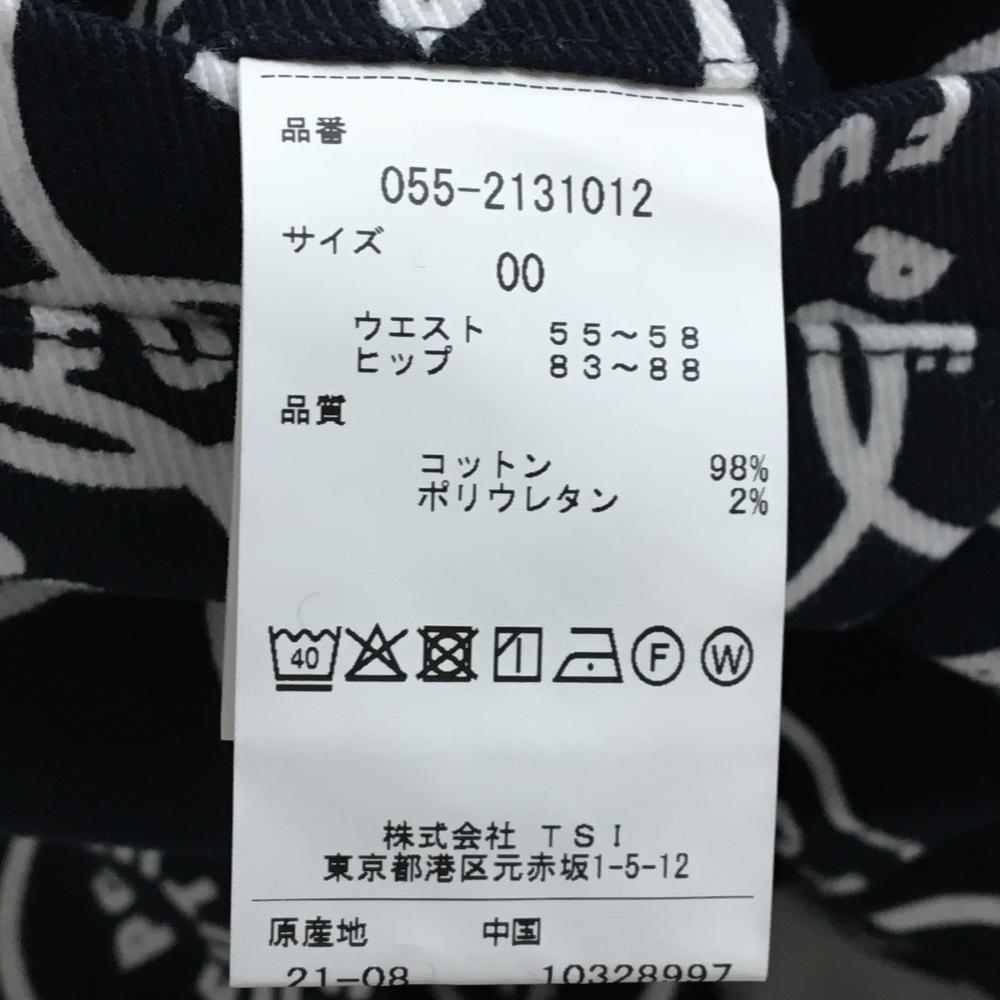 品番
055-2131012
サイズ
00
ウエスト 55～58
ヒップ 83～88
品質
コットン 98%
ポリウレタン 2%
40 F W
株式会社 TSI
東京都港区元赤坂1-5-12
原産地 中国
21-08 10328997